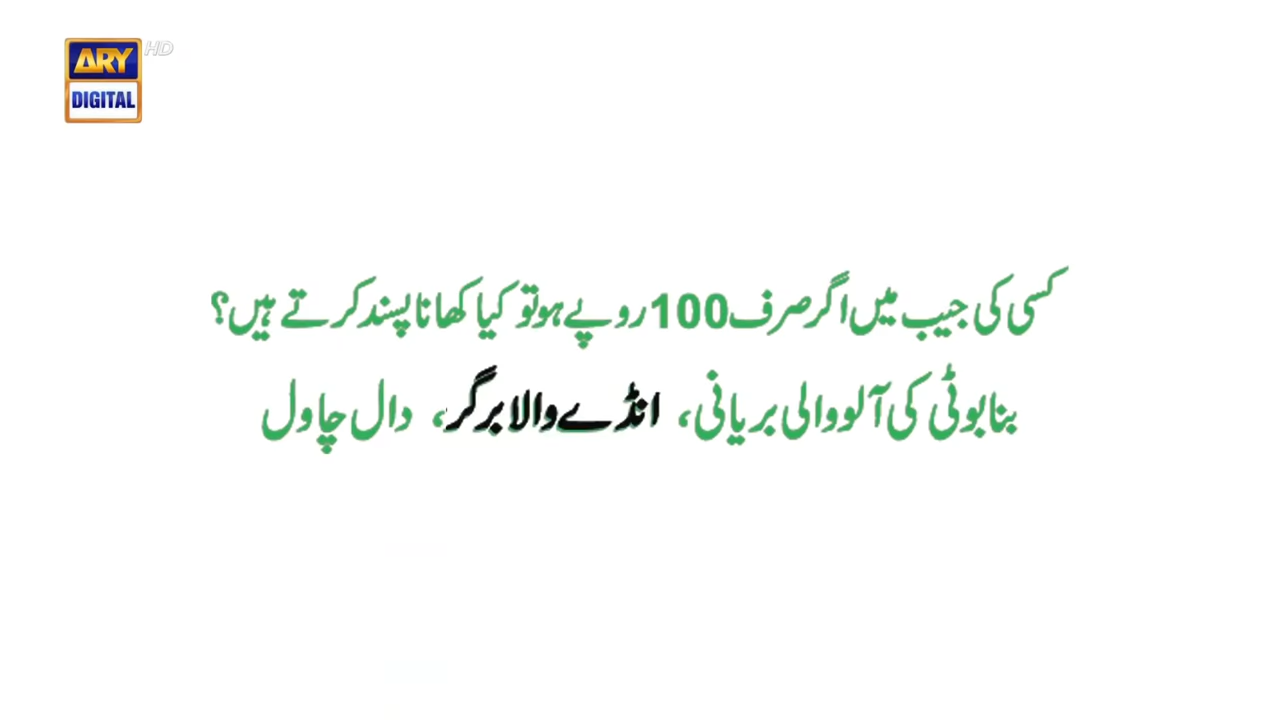 ARY HD
DIGITAL
کسی کی جیب میں اگر صرف 100 روپے ہو تو کیا کھانا پسند کرتے ہیں؟
بنا بوٹی کی آلو والی بریانی، انڈے والا برگر، دال چاول